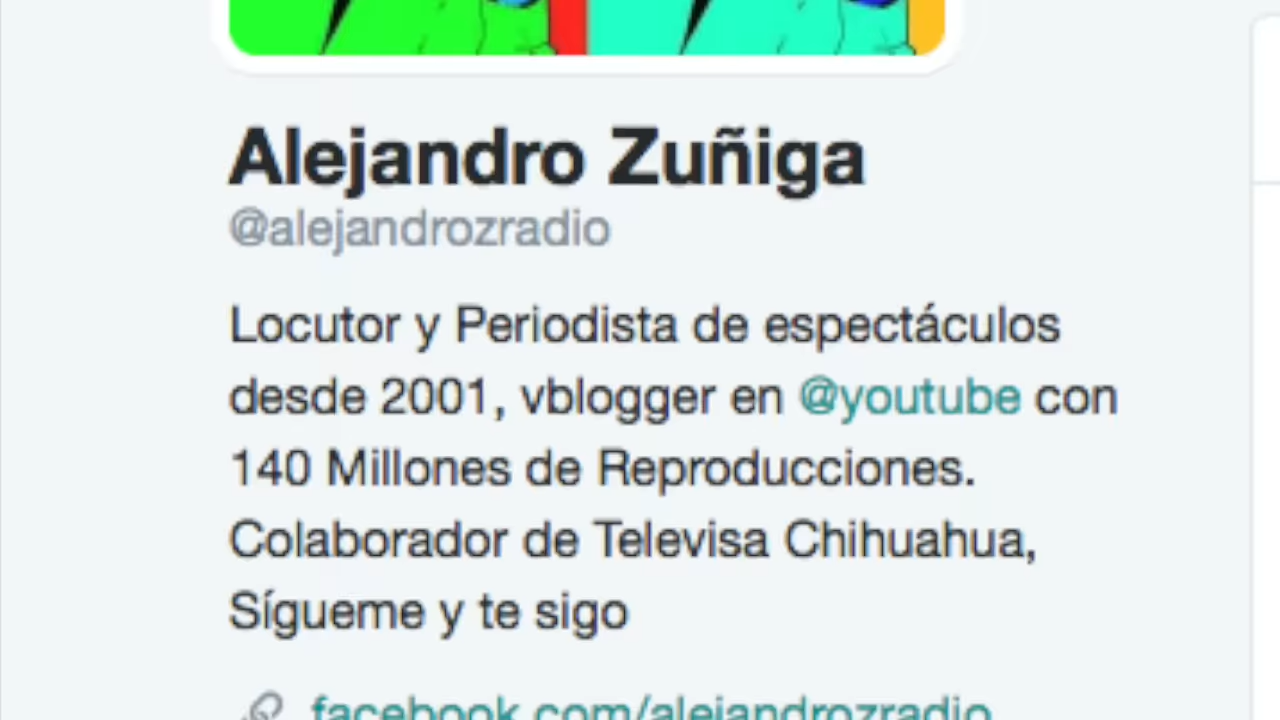 Alejandro Zuñiga
@alejandrozradio
Locutor y Periodista de espectáculos
desde 2001, vblogger en @youtube con
140 Millones de Reproducciones.
Colaborador de Televisa Chihuahua,
Sígueme y te sigo
facebook.com/alejandrozradio